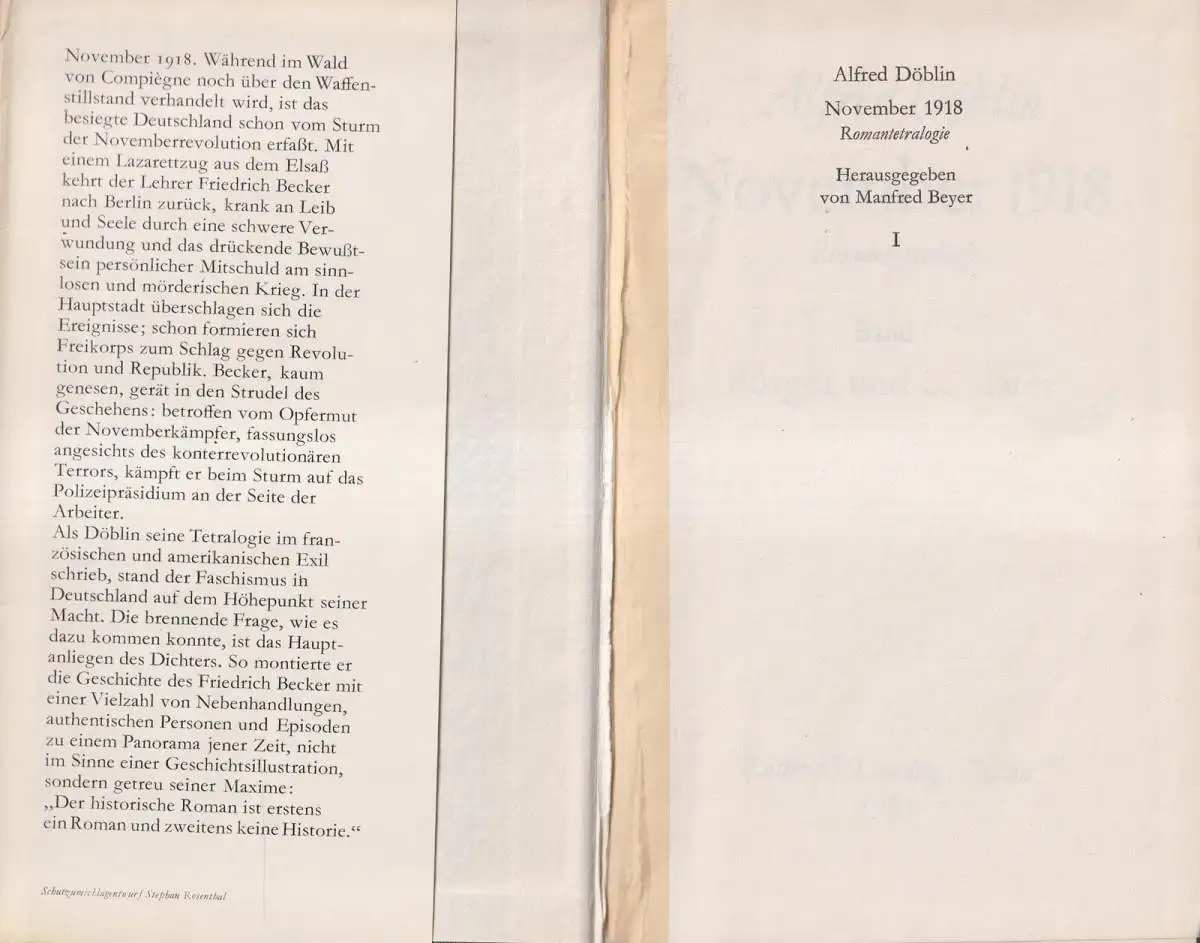 November 1918. Während im Wald
von Compiègne noch über den Waffen-
stillstand verhandelt wird, ist das
besiegte Deutschland schon vom Sturm
der Novemberrevolution erfaßt. Mit
einem Lazarettzug aus dem Elsaß
kehrt der Lehrer Friedrich Becker
nach Berlin zurück, krank an Leib
und Seele durch eine schwere Ver-
wundung und das drückende Bewußt-
sein persönlicher Mitschuld am sinn-
losen und mörderischen Krieg. In der
Hauptstadt überschlagen sich die
Ereignisse; schon formieren sich
Freikorps zum Schlag gegen Revolu-
tion und Republik. Becker, kaum
genesen, gerät in den Strudel des
Geschehens: betroffen vom Opfermut
der Novemberkämpfer, fassungslos
angesichts des konterrevolutionären
Terrors, kämpft er beim Sturm auf das
Polizeipräsidium an der Seite der
Arbeiter.
Als Döblin seine Tetralogie im fran-
zösischen und amerikanischen Exil
schrieb, stand der Faschismus in
Deutschland auf dem Höhepunkt seiner
Macht. Die brennende Frage, wie es
dazu kommen konnte, ist das Haupt-
anliegen des Dichters. So montierte er
die Geschichte des Friedrich Becker mit
einer Vielzahl von Nebenhandlungen,
authentischen Personen und Episoden
zu einem Panorama jener Zeit, nicht
im Sinne einer Geschichtsillustration,
sondern getreu seiner Maxime:
„Der historische Roman ist erstens
ein Roman und zweitens keine Historie.“
Schutzumschlagentwurf Stephan Rosenthal
Alfred Döblin
November 1918
Romantetralogie
Herausgegeben
von Manfred Beyer
I
Alfred Döblin
November 1918
Romantetralogie
Band